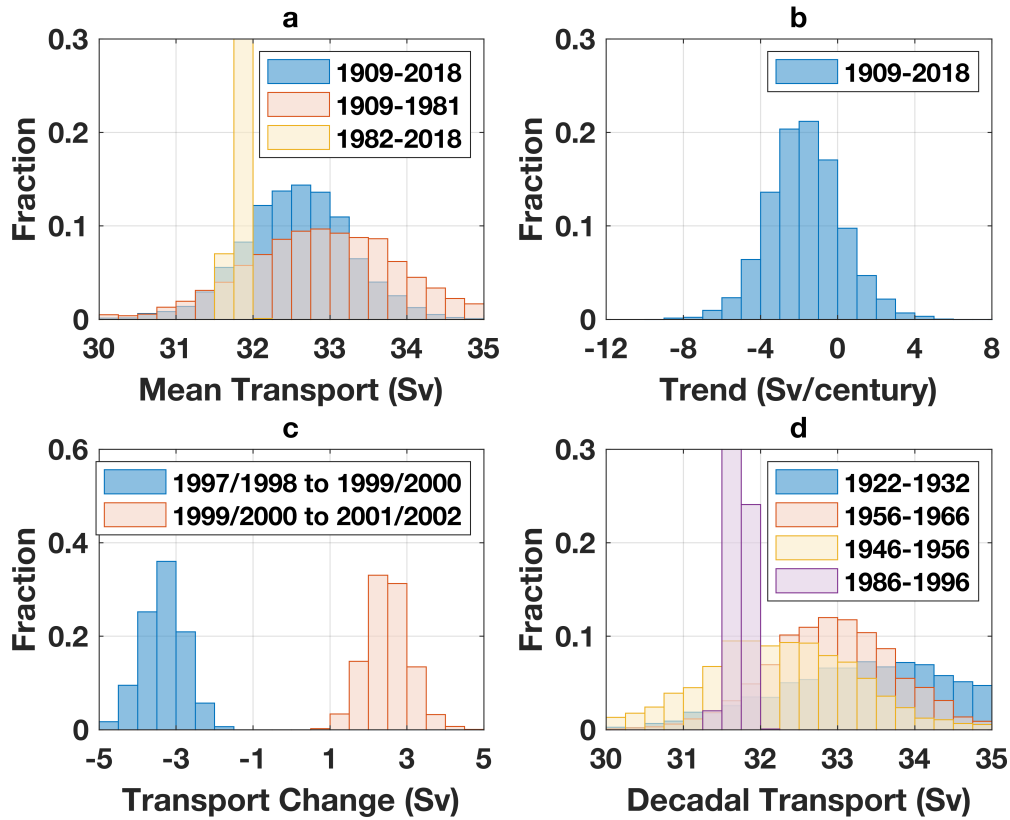 a
0.3
0.2
0.1
0
Fraction
1909-2018
1909-1981
1982-2018
30 31 32 33 34 35
Mean Transport (Sv)
b
0.3
0.2
0.1
0
Fraction
1909-2018
-12 -8 -4 0 4 8
Trend (Sv/century)
c
0.6
0.4
0.2
0
Fraction
1997/1998 to 1999/2000
1999/2000 to 2001/2002
-5 -3 -1 1 3 5
Transport Change (Sv)
d
0.3
0.2
0.1
0
Fraction
1922-1932
1956-1966
1946-1956
1986-1996
30 31 32 33 34 35
Decadal Transport (Sv)